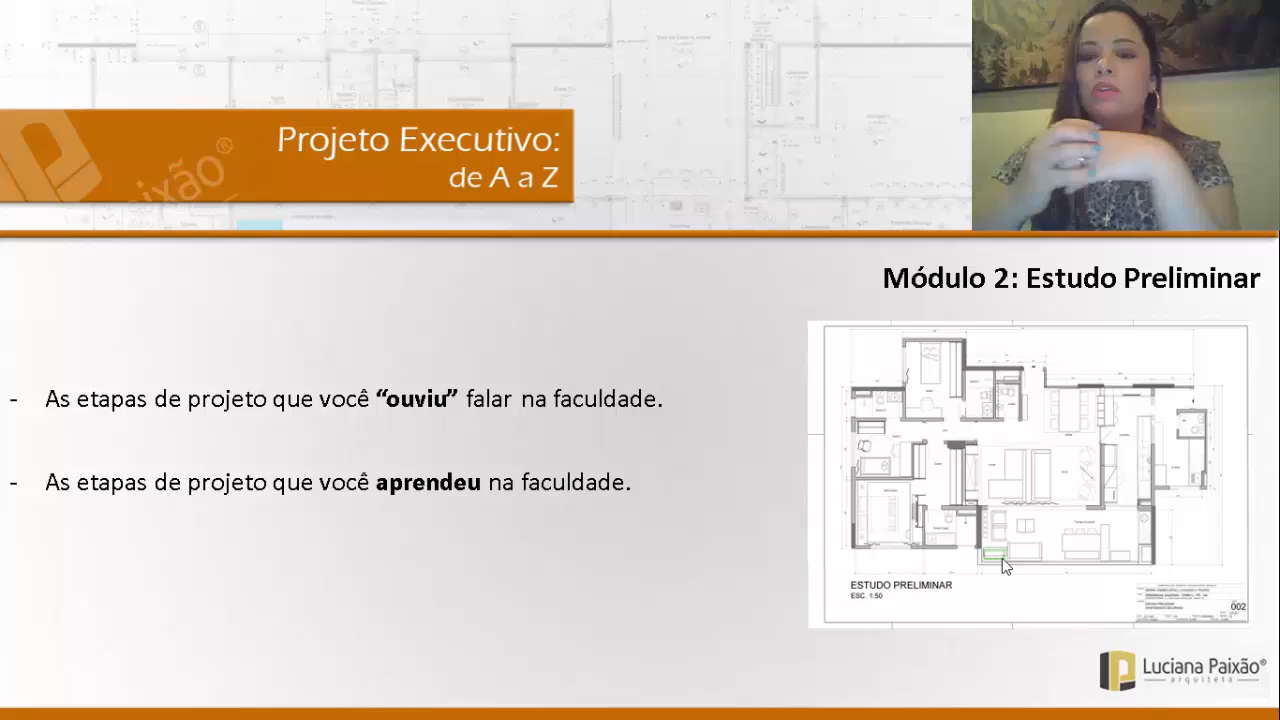 Projeto Executivo:
de A a Z
Paixão®
Módulo 2: Estudo Preliminar
- As etapas de projeto que você “ouviu” falar na faculdade.
- As etapas de projeto que você aprendeu na faculdade.
ESTUDO PRELIMINAR
ESC. 1:50
002
Luciana Paixão®
arquiteta